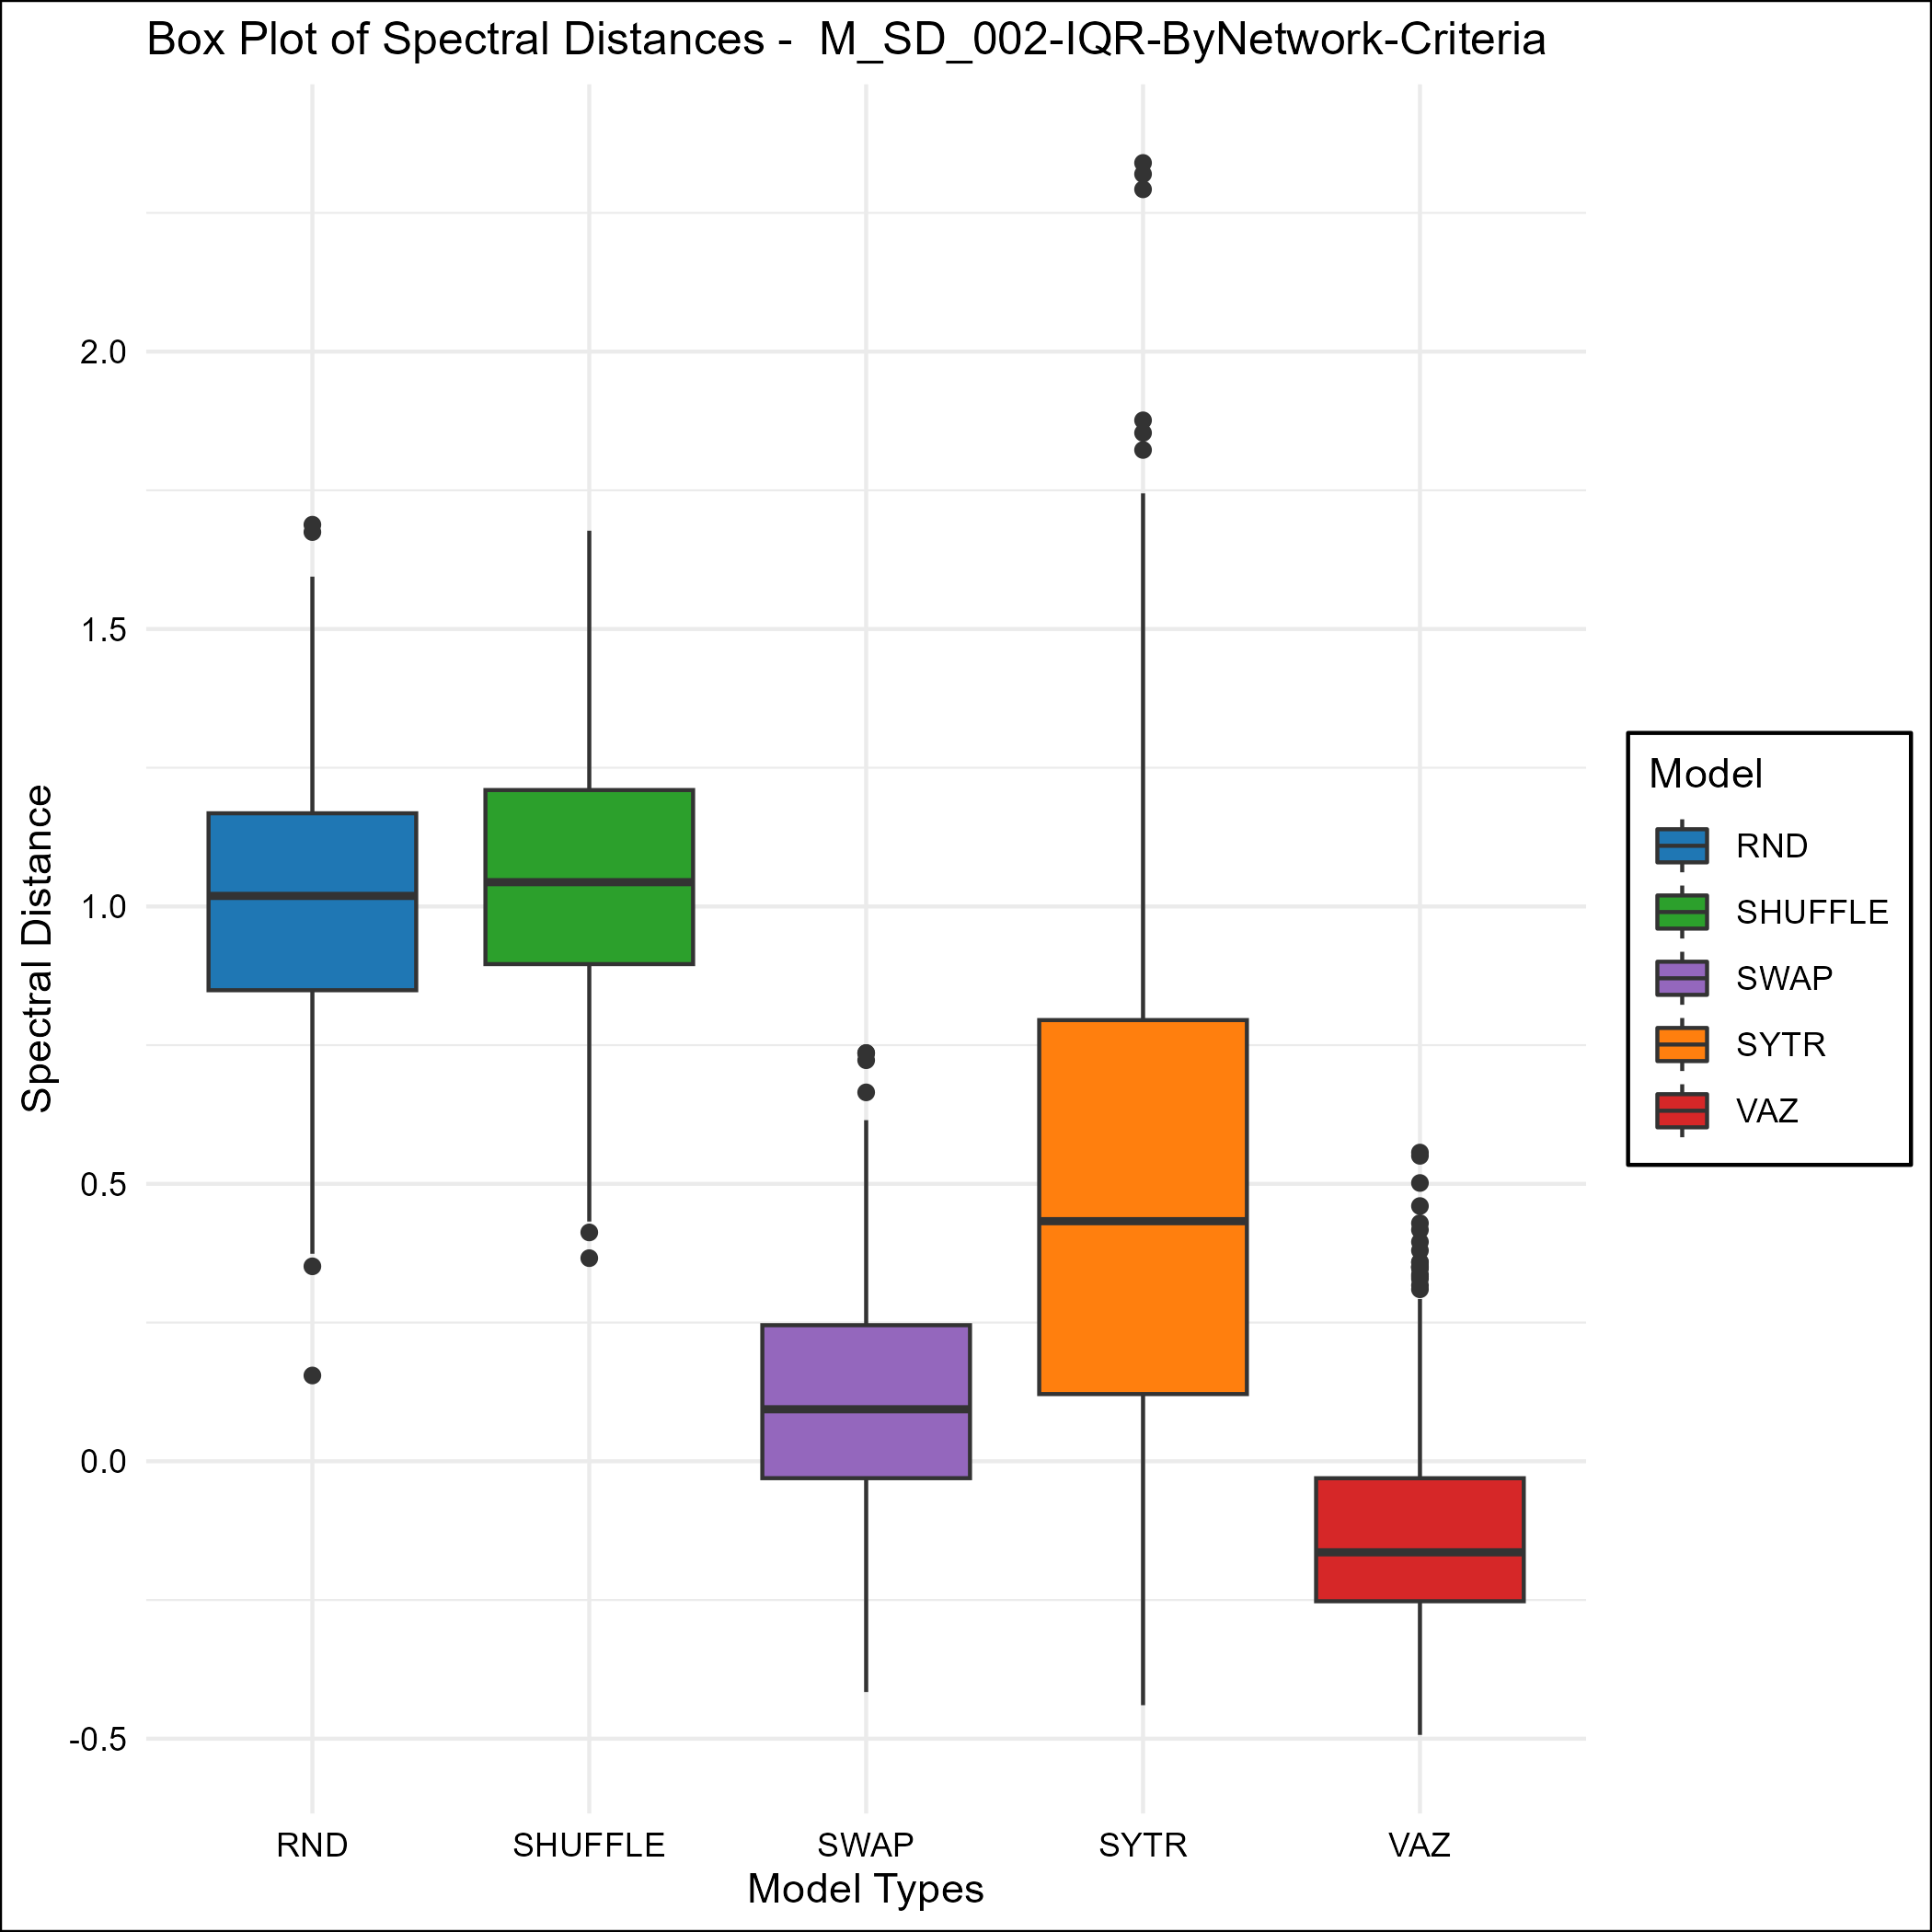 Box Plot of Spectral Distances -  M_SD_002-IQR-ByNetwork-Criteria
2.0
1.5
1.0
0.5
0.0
-0.5
Spectral Distance
RND
SHUFFLE
SWAP
SYTR
VAZ
Model Types
Model
RND
SHUFFLE
SWAP
SYTR
VAZ